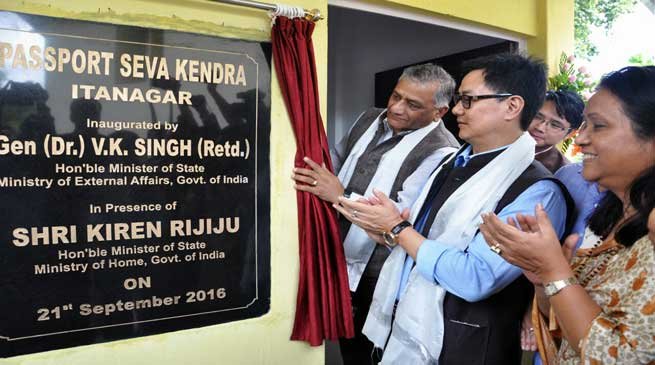 PASSPORT SEVA KENDRA
ITANAGAR
Inaugurated by
Gen (Dr.) V.K. SINGH (Retd.)
Hon'ble Minister of State
Ministry of External Affairs, Govt. of India
In Presence of
SHRI KIREN RIJIJU
Hon'ble Minister of State
Ministry of Home, Govt. of India
ON
21st September 2016